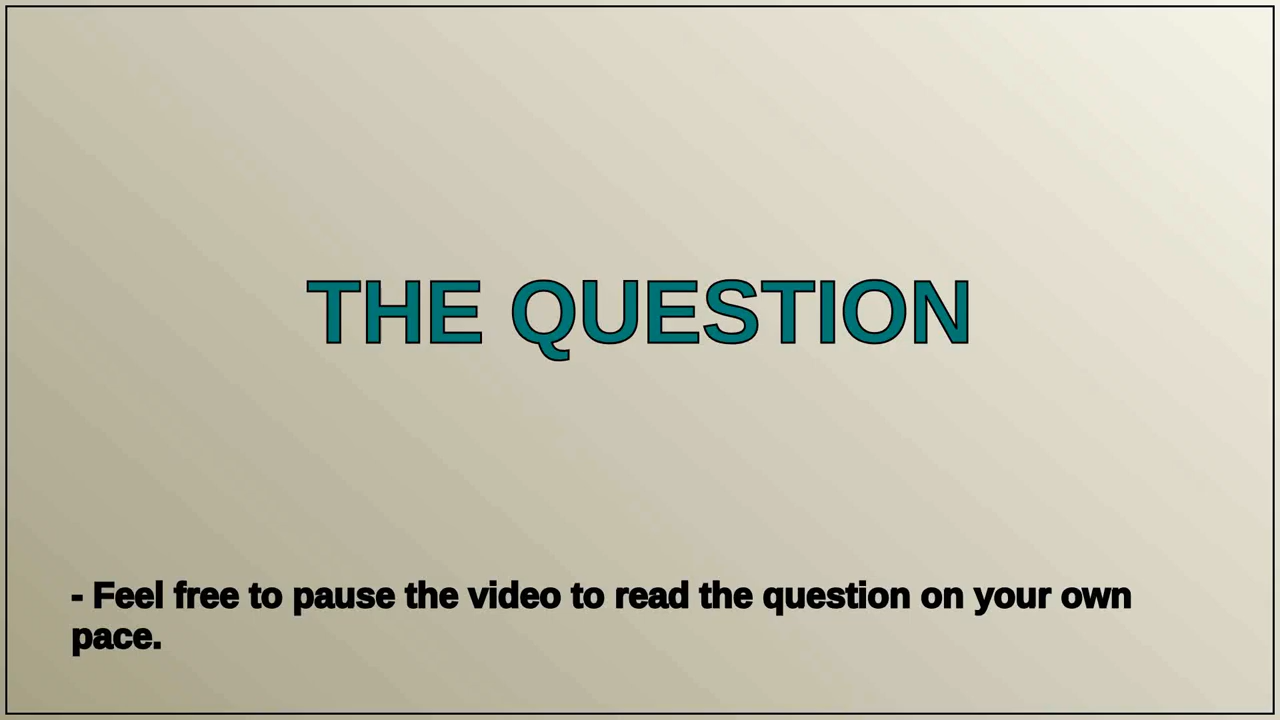 THE QUESTION
- Feel free to pause the video to read the question on your own
pace.